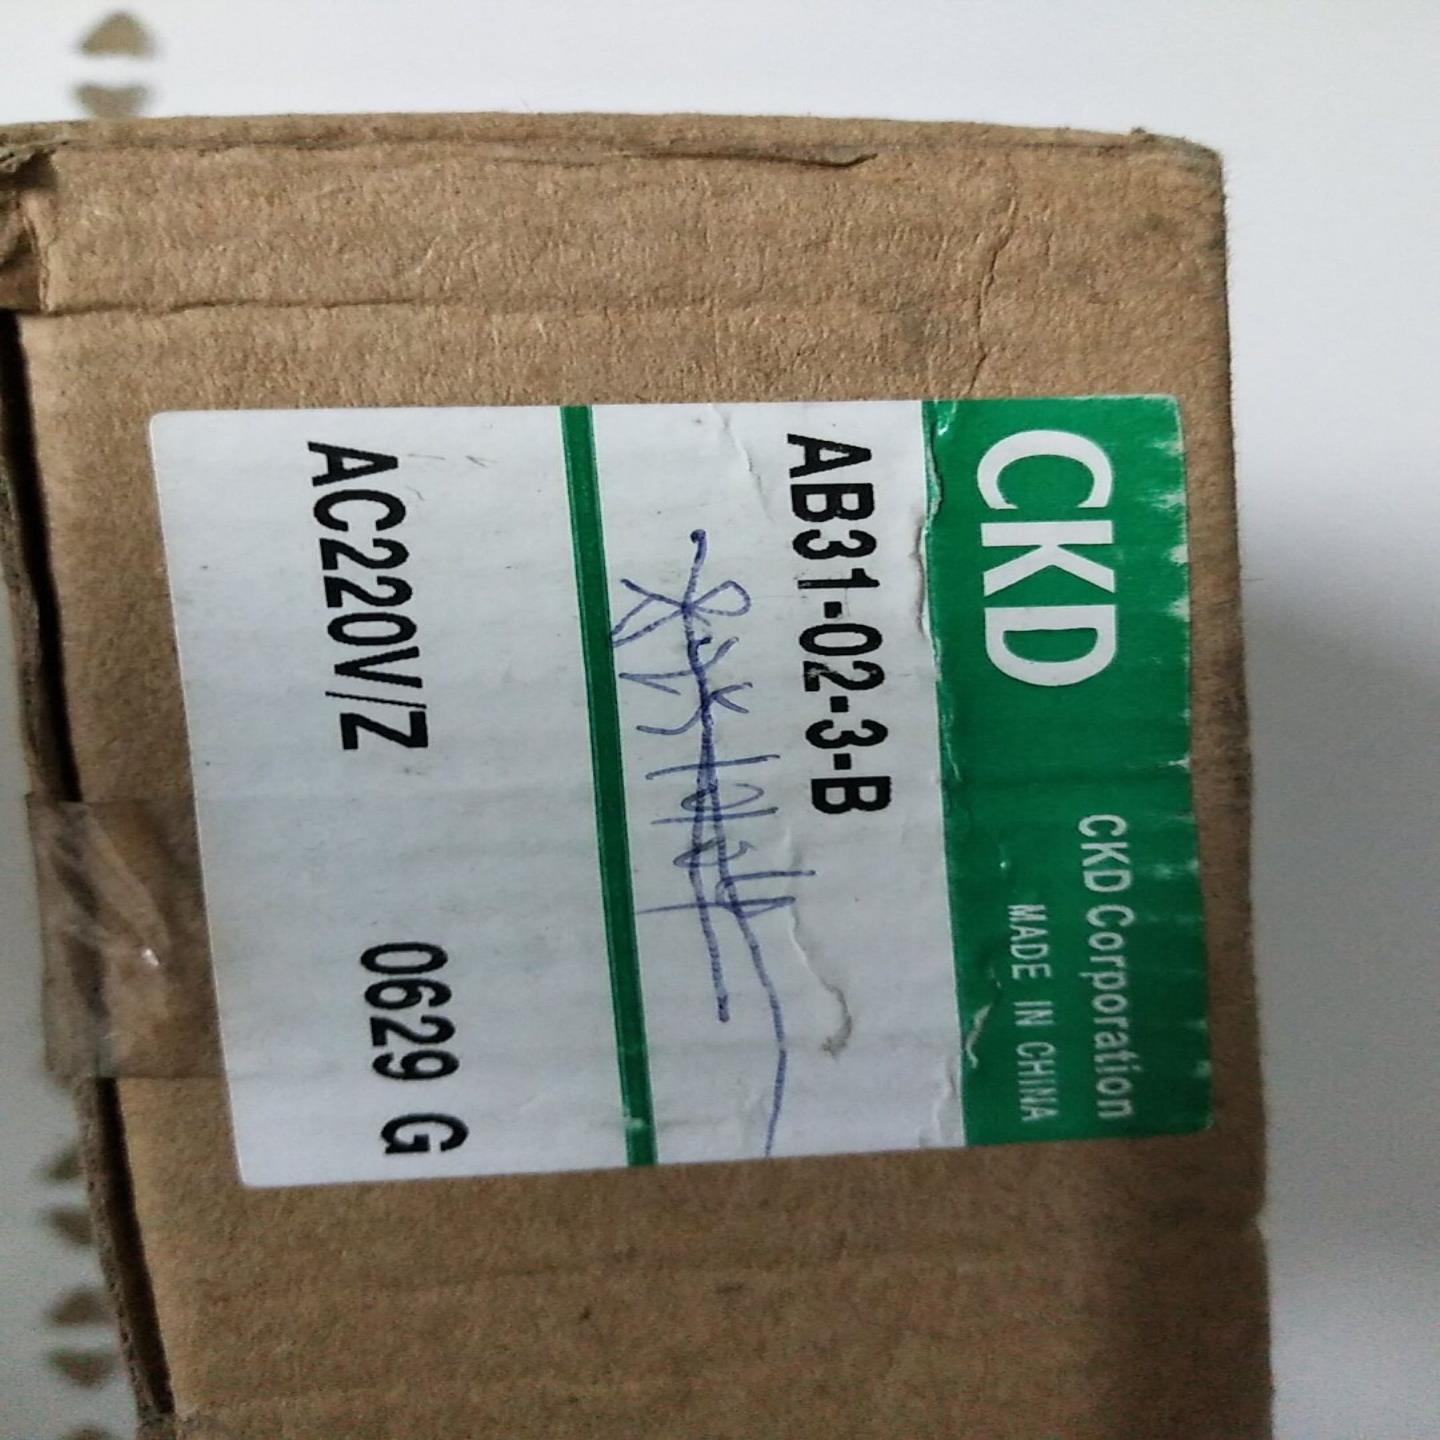 CKD
CKD Corporation
MADE IN CHINA
AB31-02-3-B
AC220V/Z
0629 G